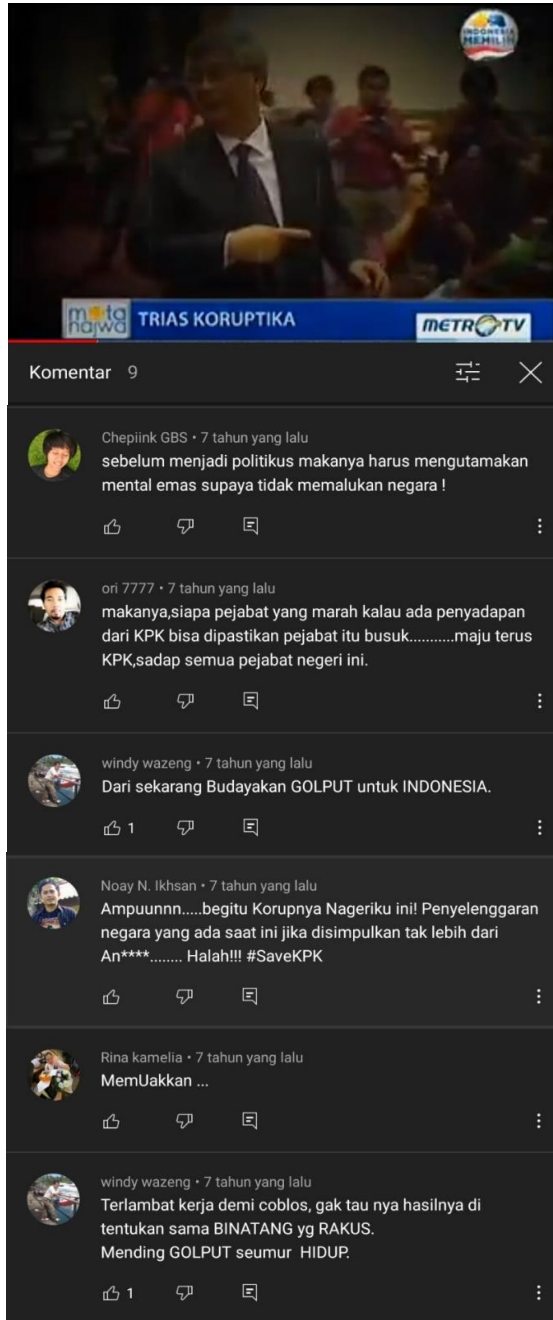 INDONESIA
MEMILIH
mata
najwa
TRIAS KORUPTIKA
METRO TV
Komentar 9
Chepiink GBS • 7 tahun yang lalu
sebelum menjadi politikus makanya harus mengutamakan
mental emas supaya tidak memalukan negara !
ori 7777 • 7 tahun yang lalu
makanya,siapa pejabat yang marah kalau ada penyadapan
dari KPK bisa dipastikan pejabat itu busuk...........maju terus
KPK,sadap semua pejabat negeri ini.
windy wazeng • 7 tahun yang lalu
Dari sekarang Budayakan GOLPUT untuk INDONESIA.
1
Noay N. Ikhsan • 7 tahun yang lalu
Ampuunnn.....begitu Korupnya Nageriku ini! Penyelenggaran
negara yang ada saat ini jika disimpulkan tak lebih dari
An****........ Halah!!! #SaveKPK
Rina kamelia • 7 tahun yang lalu
MemUakkan ...
windy wazeng • 7 tahun yang lalu
Terlambat kerja demi coblos, gak tau nya hasilnya di
tentukan sama BINATANG yg RAKUS.
Mending GOLPUT seumur HIDUP.
1